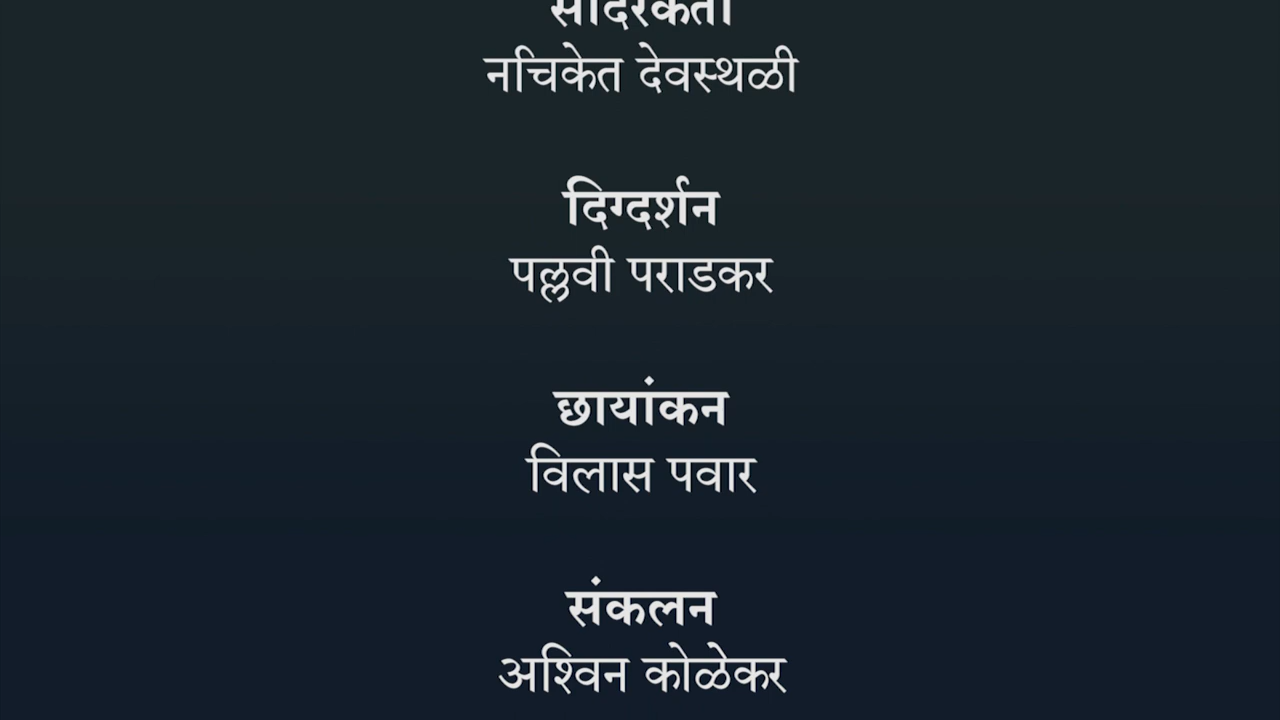 नचिकेत देवस्थळी
दिग्दर्शन
पल्लवी पराडकर
छायांकन
विलास पवार
संकलन
अश्विन कोळेकर